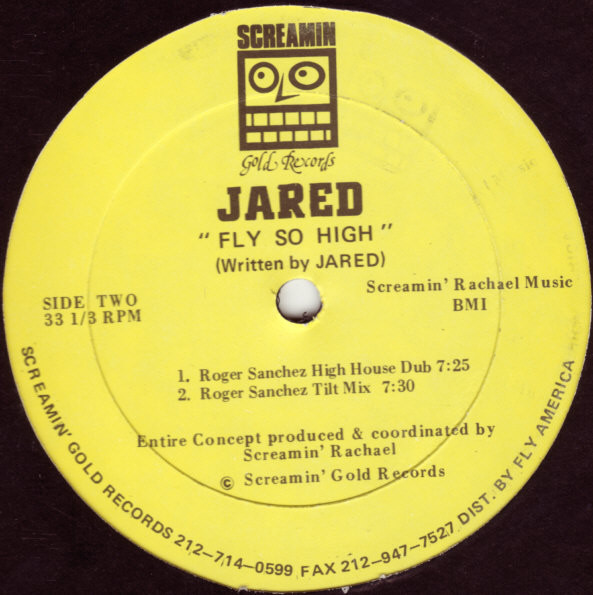 SCREAMIN
Gold Records
JARED
"FLY SO HIGH"
(Written by JARED)
SIDE TWO
33 1/3 RPM
Screamin' Rachael Music
BMI
1. Roger Sanchez High House Dub 7:25
2. Roger Sanchez Tilt Mix 7:30
Entire Concept produced & coordinated by
Screamin' Rachael
© Screamin' Gold Records
SCREAMIN' GOLD RECORDS 212-714-0599 FAX 212-947-7527 DIST. BY FLY AMERICA